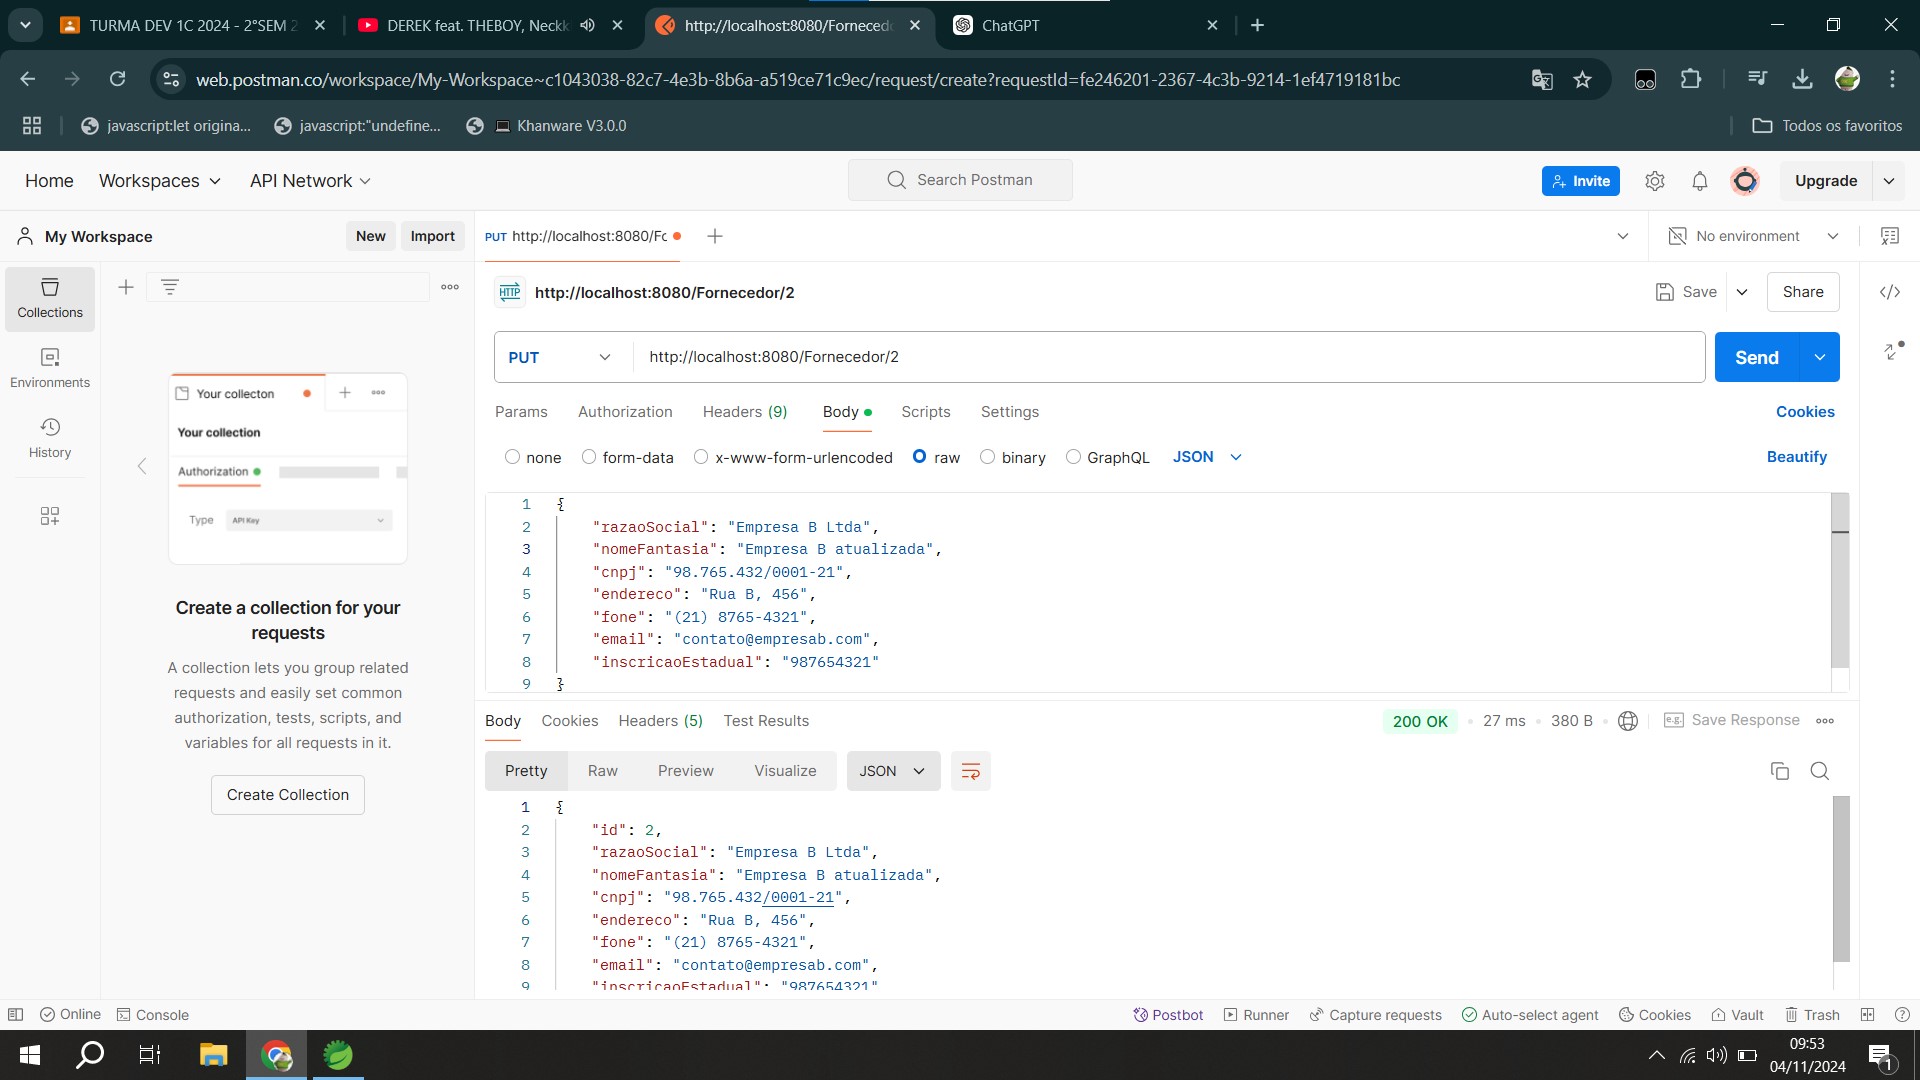 TURMA DEV 1C 2024 - 2°SEM 2
DEREK feat. THEBOY, Neckk
http://localhost:8080/Fornecedo
ChatGPT
web.postman.co/workspace/My-Workspace~c1043038-82c7-4e3b-8b6a-a519ce71c9ec/request/create?requestId=fe246201-2367-4c3b-9214-1ef4719181bc
javascript:let origina...
javascript:"undefine...
Khanware V3.0.0
Todos os favoritos
Home
Workspaces
API Network
Search Postman
Invite
Upgrade
My Workspace
New
Import
PUT http://localhost:8080/Fo
No environment
Collections
Environments
History
HTTP
http://localhost:8080/Fornecedor/2
Save
Share
PUT
http://localhost:8080/Fornecedor/2
Send
Params
Authorization
Headers (9)
Body
Scripts
Settings
Cookies
none
form-data
x-www-form-urlencoded
raw
binary
GraphQL
JSON
Beautify
Your collecton
Your collection
Authorization
Type
API Key
Create a collection for your
requests
A collection lets you group related
requests and easily set common
authorization, tests, scripts, and
variables for all requests in it.
Create Collection
1 {
2 "razaoSocial": "Empresa B Ltda",
3 "nomeFantasia": "Empresa B atualizada",
4 "cnpj": "98.765.432/0001-21",
5 "endereco": "Rua B, 456",
6 "fone": "(21) 8765-4321",
7 "email": "contato@empresab.com",
8 "inscricaoEstadual": "987654321"
9 }
Body
Cookies
Headers (5)
Test Results
200 OK
27 ms
380 B
e.g.
Save Response
Pretty
Raw
Preview
Visualize
JSON
1 {
2 "id": 2,
3 "razaoSocial": "Empresa B Ltda",
4 "nomeFantasia": "Empresa B atualizada",
5 "cnpj": "98.765.432/0001-21",
6 "endereco": "Rua B, 456",
7 "fone": "(21) 8765-4321",
8 "email": "contato@empresab.com",
9 "inscricaoEstadual": "987654321"
Online
Console
Postbot
Runner
Capture requests
Auto-select agent
Cookies
Vault
Trash
09:53
04/11/2024
1